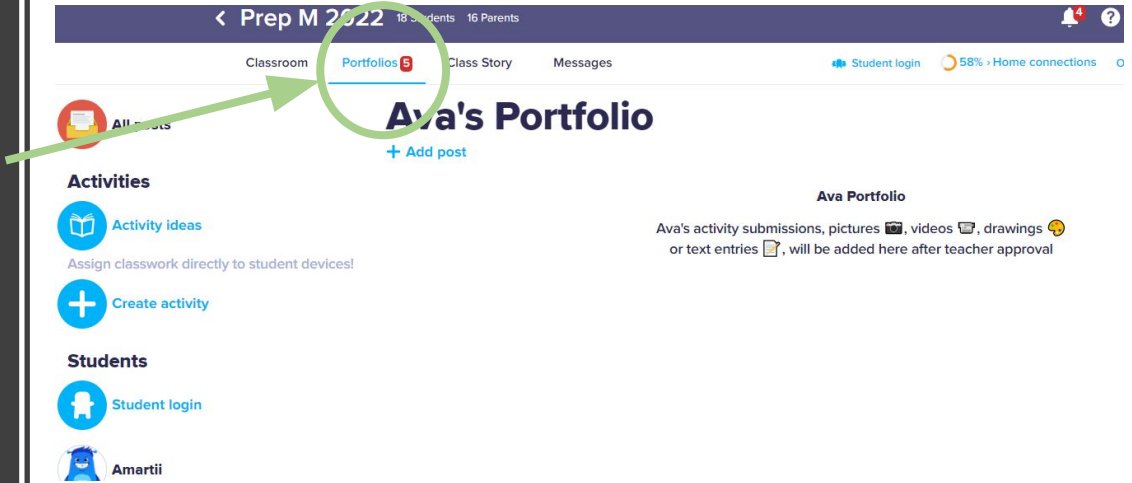 Prep M 2022 18 Students 16 Parents 4
Classroom Portfolios 5 Class Story Messages Student login 58% › Home connections O
All posts
Ava's Portfolio
+ Add post
Activities
Ava Portfolio
Activity ideas
Ava's activity submissions, pictures 📷, videos 📹, drawings 🎨
or text entries 📝, will be added here after teacher approval
Assign classwork directly to student devices!
Create activity
Students
Student login
Amartii